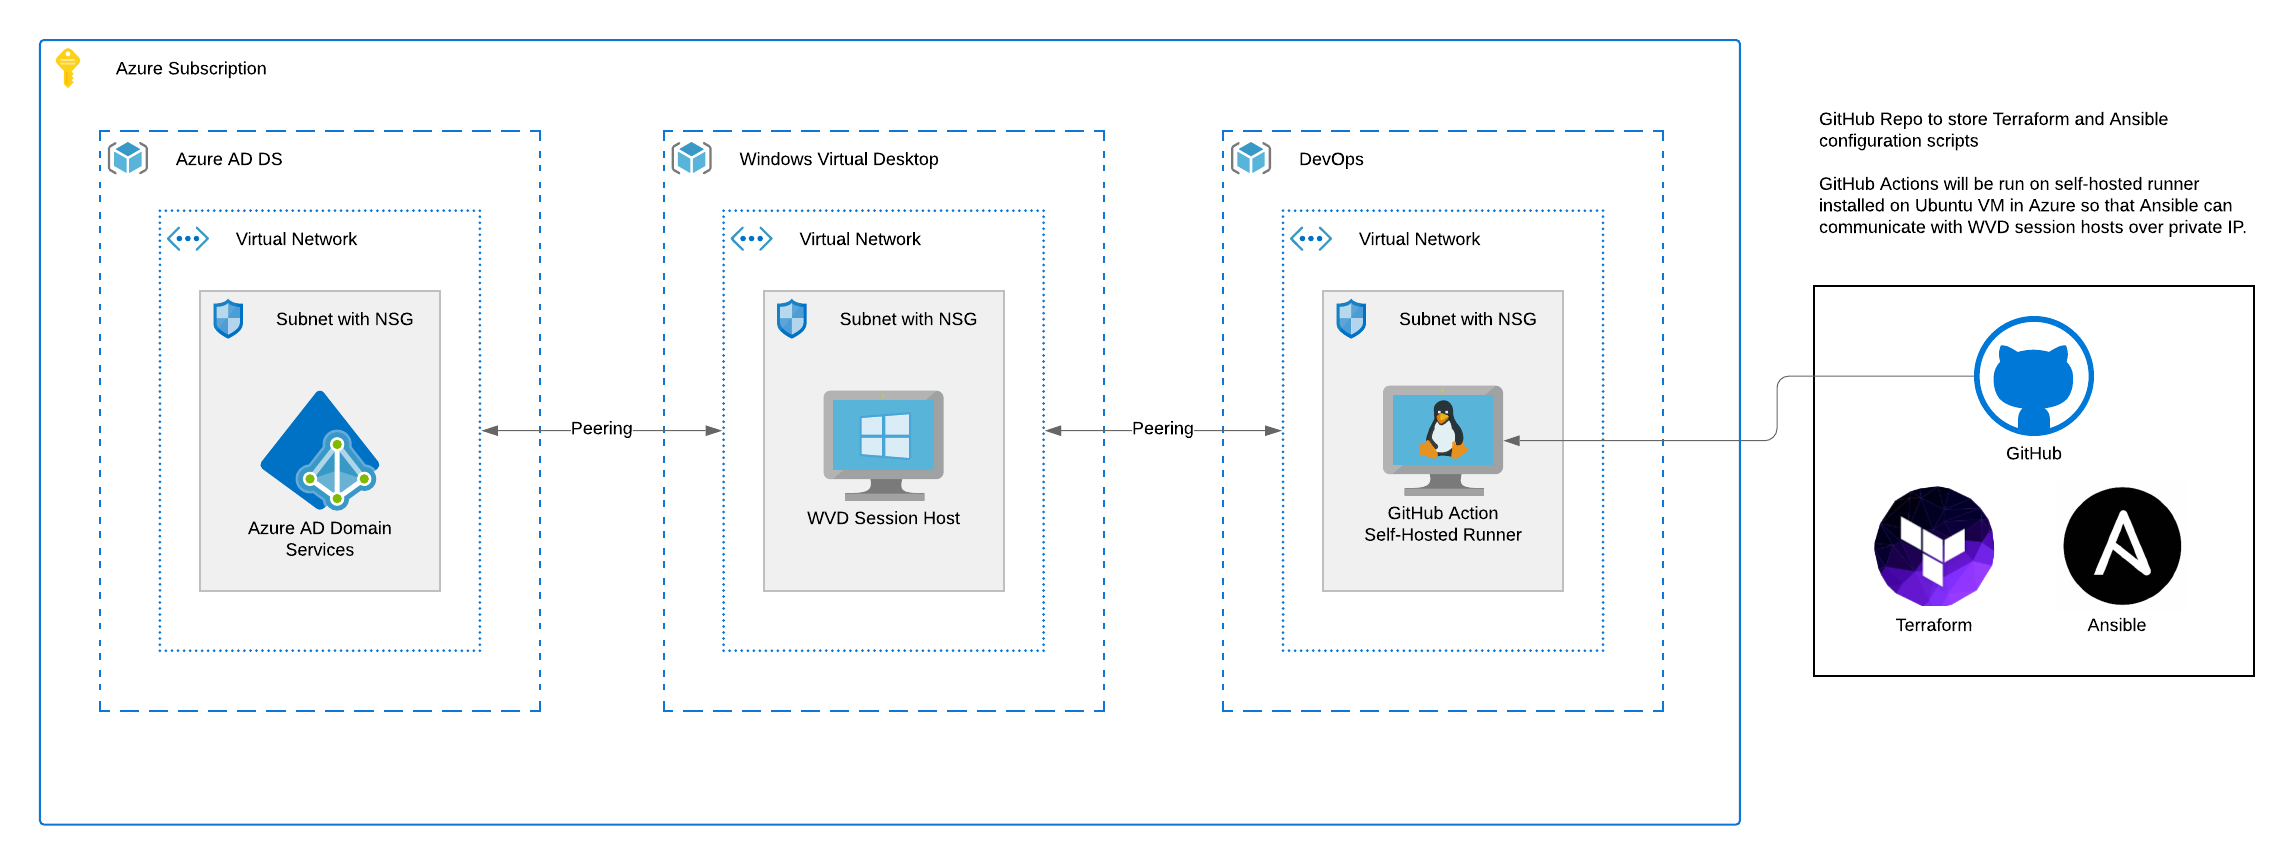 Azure Subscription
Azure AD DS
Virtual Network
Subnet with NSG
Azure AD Domain
Services
Peering
Windows Virtual Desktop
Virtual Network
Subnet with NSG
WVD Session Host
Peering
DevOps
Virtual Network
Subnet with NSG
GitHub Action
Self-Hosted Runner
GitHub Repo to store Terraform and Ansible
configuration scripts
GitHub Actions will be run on self-hosted runner
installed on Ubuntu VM in Azure so that Ansible can
communicate with WVD session hosts over private IP.
GitHub
Terraform
Ansible